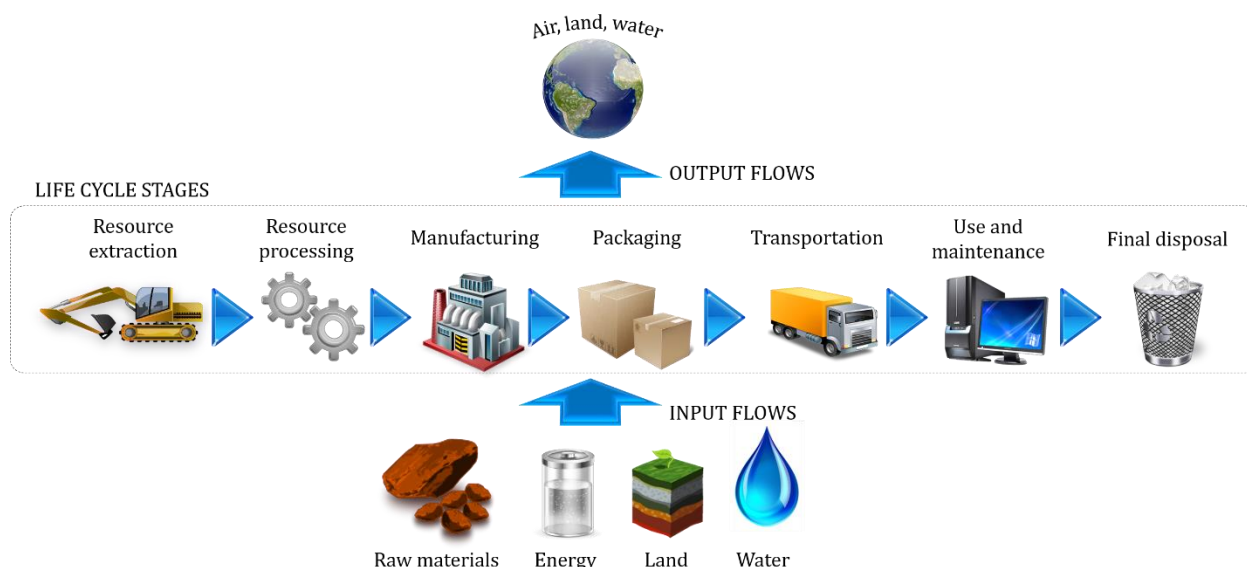 Air, land, water
OUTPUT FLOWS
LIFE CYCLE STAGES
Resource
extraction
Resource
processing
Manufacturing
Packaging
Transportation
Use and
maintenance
Final disposal
INPUT FLOWS
Raw materials
Energy
Land
Water